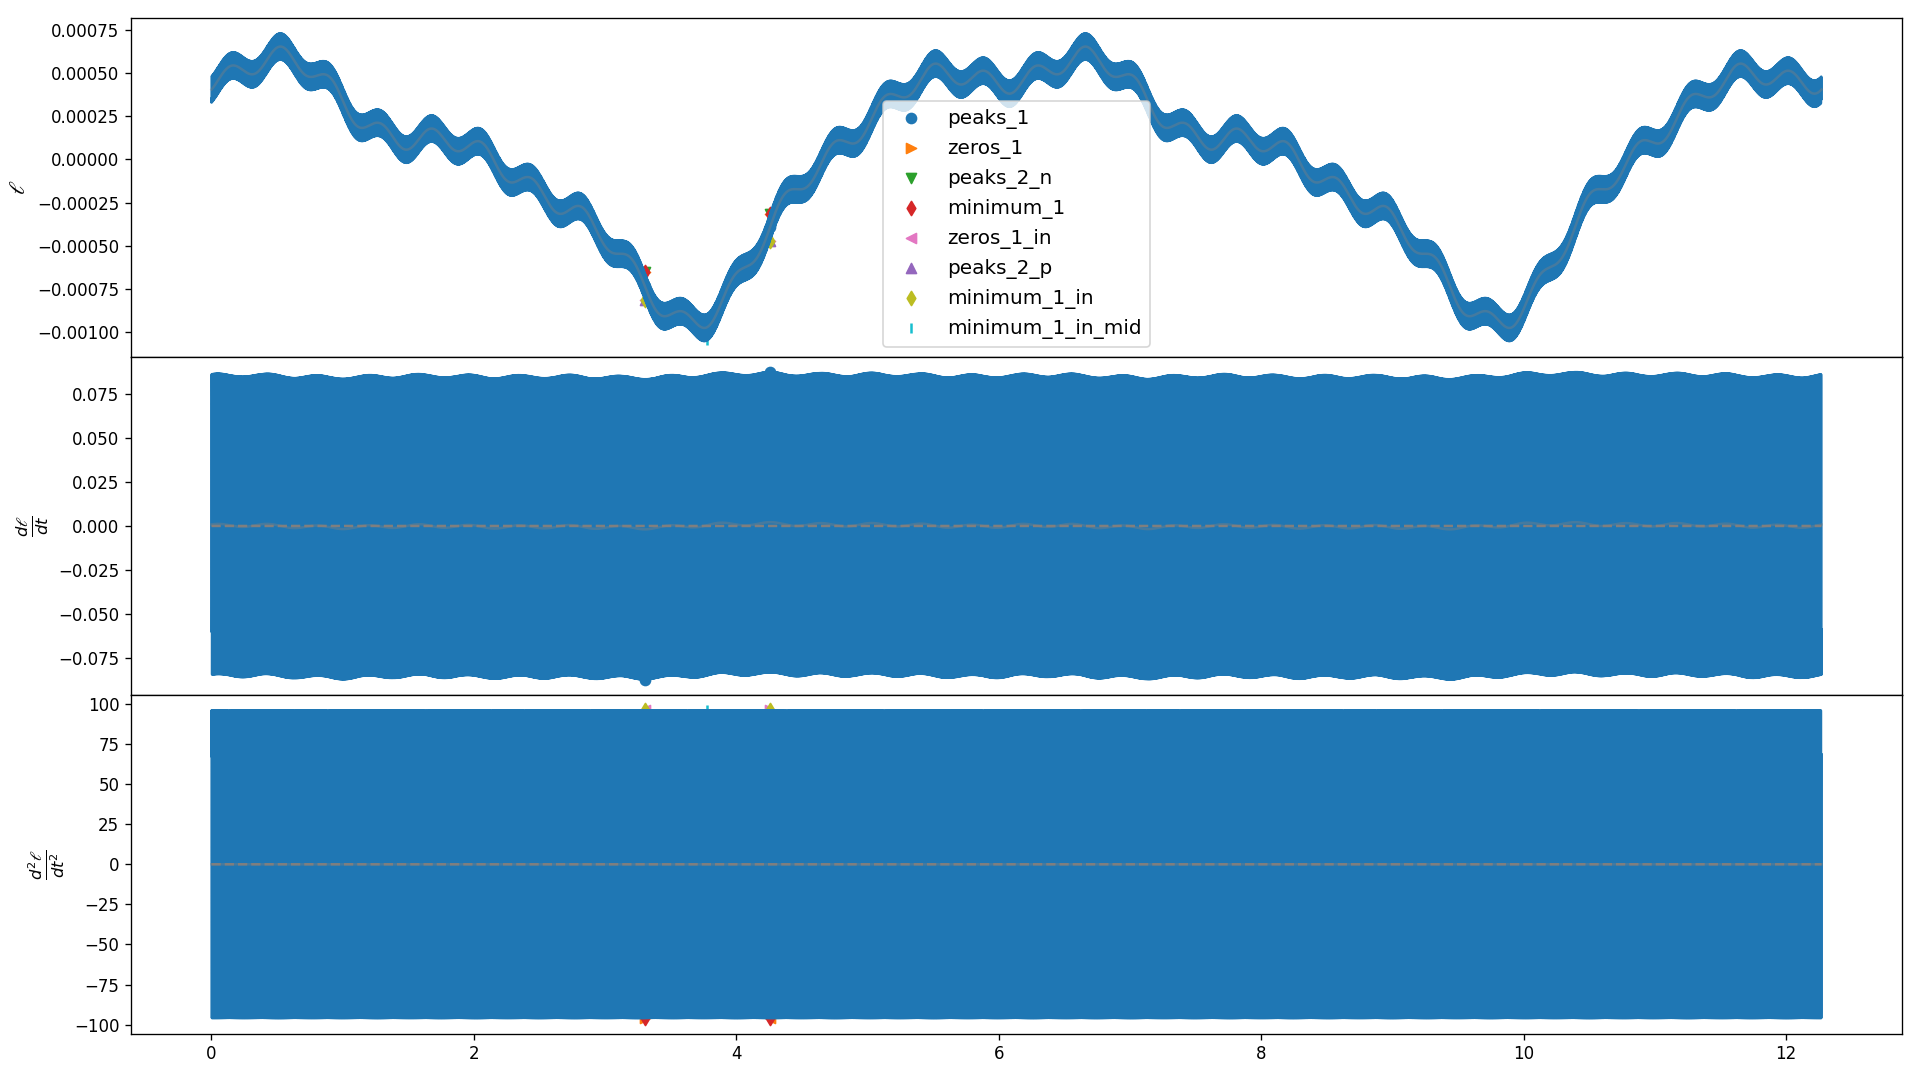 0.00075
0.00050
0.00025
0.00000
−0.00025
−0.00050
−0.00075
−0.00100
ℓ
peaks_1
zeros_1
peaks_2_n
minimum_1
zeros_1_in
peaks_2_p
minimum_1_in
minimum_1_in_mid
0.075
0.050
0.025
0.000
−0.025
−0.050
−0.075
dℓ/dt
100
75
50
25
0
−25
−50
−75
−100
d²ℓ/dt²
0 2 4 6 8 10 12